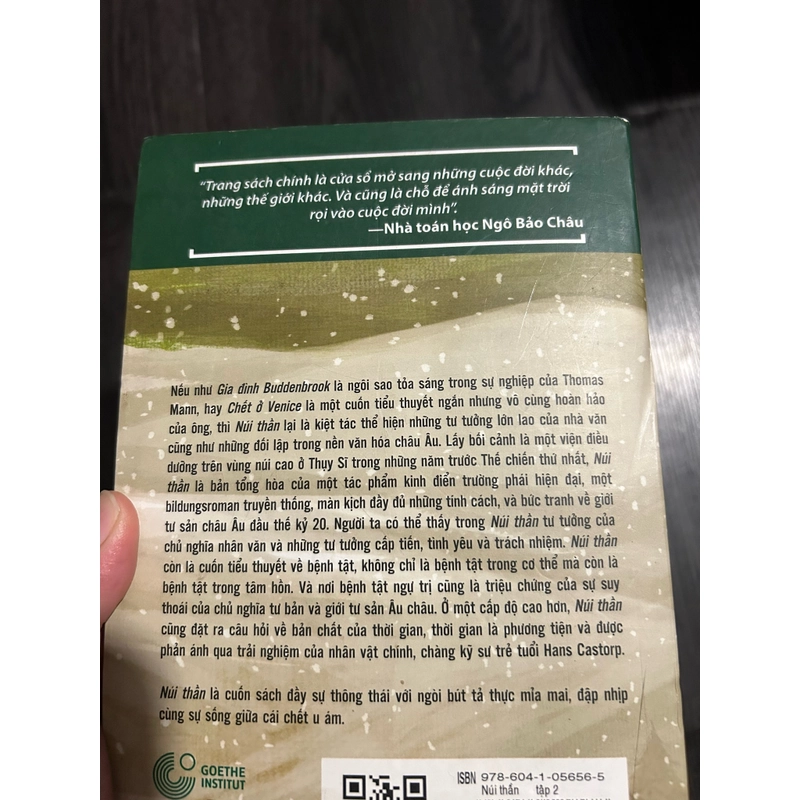 “Trang sách chính là cửa sổ mở sang những cuộc đời khác,
những thế giới khác. Và cũng là chỗ để ánh sáng mặt trời
rọi vào cuộc đời mình”.
—Nhà toán học Ngô Bảo Châu
Nếu như Gia đình Buddenbrook là ngôi sao tỏa sáng trong sự nghiệp của Thomas
Mann, hay Chết ở Venice là một cuốn tiểu thuyết ngắn nhưng vô cùng hoàn hảo
của ông, thì Núi thần lại là kiệt tác thể hiện những tư tưởng lớn lao của nhà văn
cũng như những đối lập trong nền văn hóa châu Âu. Lấy bối cảnh là một viện điều
dưỡng trên vùng núi cao ở Thụy Sĩ trong những năm trước Thế chiến thứ nhất, Núi
thần là bản tổng hòa của một tác phẩm kinh điển trường phái hiện đại, một
bildungsroman truyền thống, màn kịch đầy đủ những tính cách, và bức tranh về giới
tư sản châu Âu đầu thế kỷ 20. Người ta có thể thấy trong Núi thần tư tưởng của
chủ nghĩa nhân văn và những tư tưởng cấp tiến, tình yêu và trách nhiệm. Núi thần
còn là cuốn tiểu thuyết về bệnh tật, không chỉ là bệnh tật trong cơ thể mà còn là
bệnh tật trong tâm hồn. Và nơi bệnh tật ngự trị cũng là triệu chứng của sự suy
thoái của chủ nghĩa tư bản và giới tư sản Âu châu. Ở một cấp độ cao hơn, Núi thần
cũng đặt ra câu hỏi về bản chất của thời gian, thời gian là phương tiện và được
phản ánh qua trải nghiệm của nhân vật chính, chàng kỹ sư trẻ tuổi Hans Castorp.
Núi thần là cuốn sách đầy sự thông thái với ngòi bút tả thực mỉa mai, đập nhịp
cùng sự sống giữa cái chết u ám.
GOETHE
INSTITUT
ISBN 978-604-1-05656-5
Núi thần tập 2